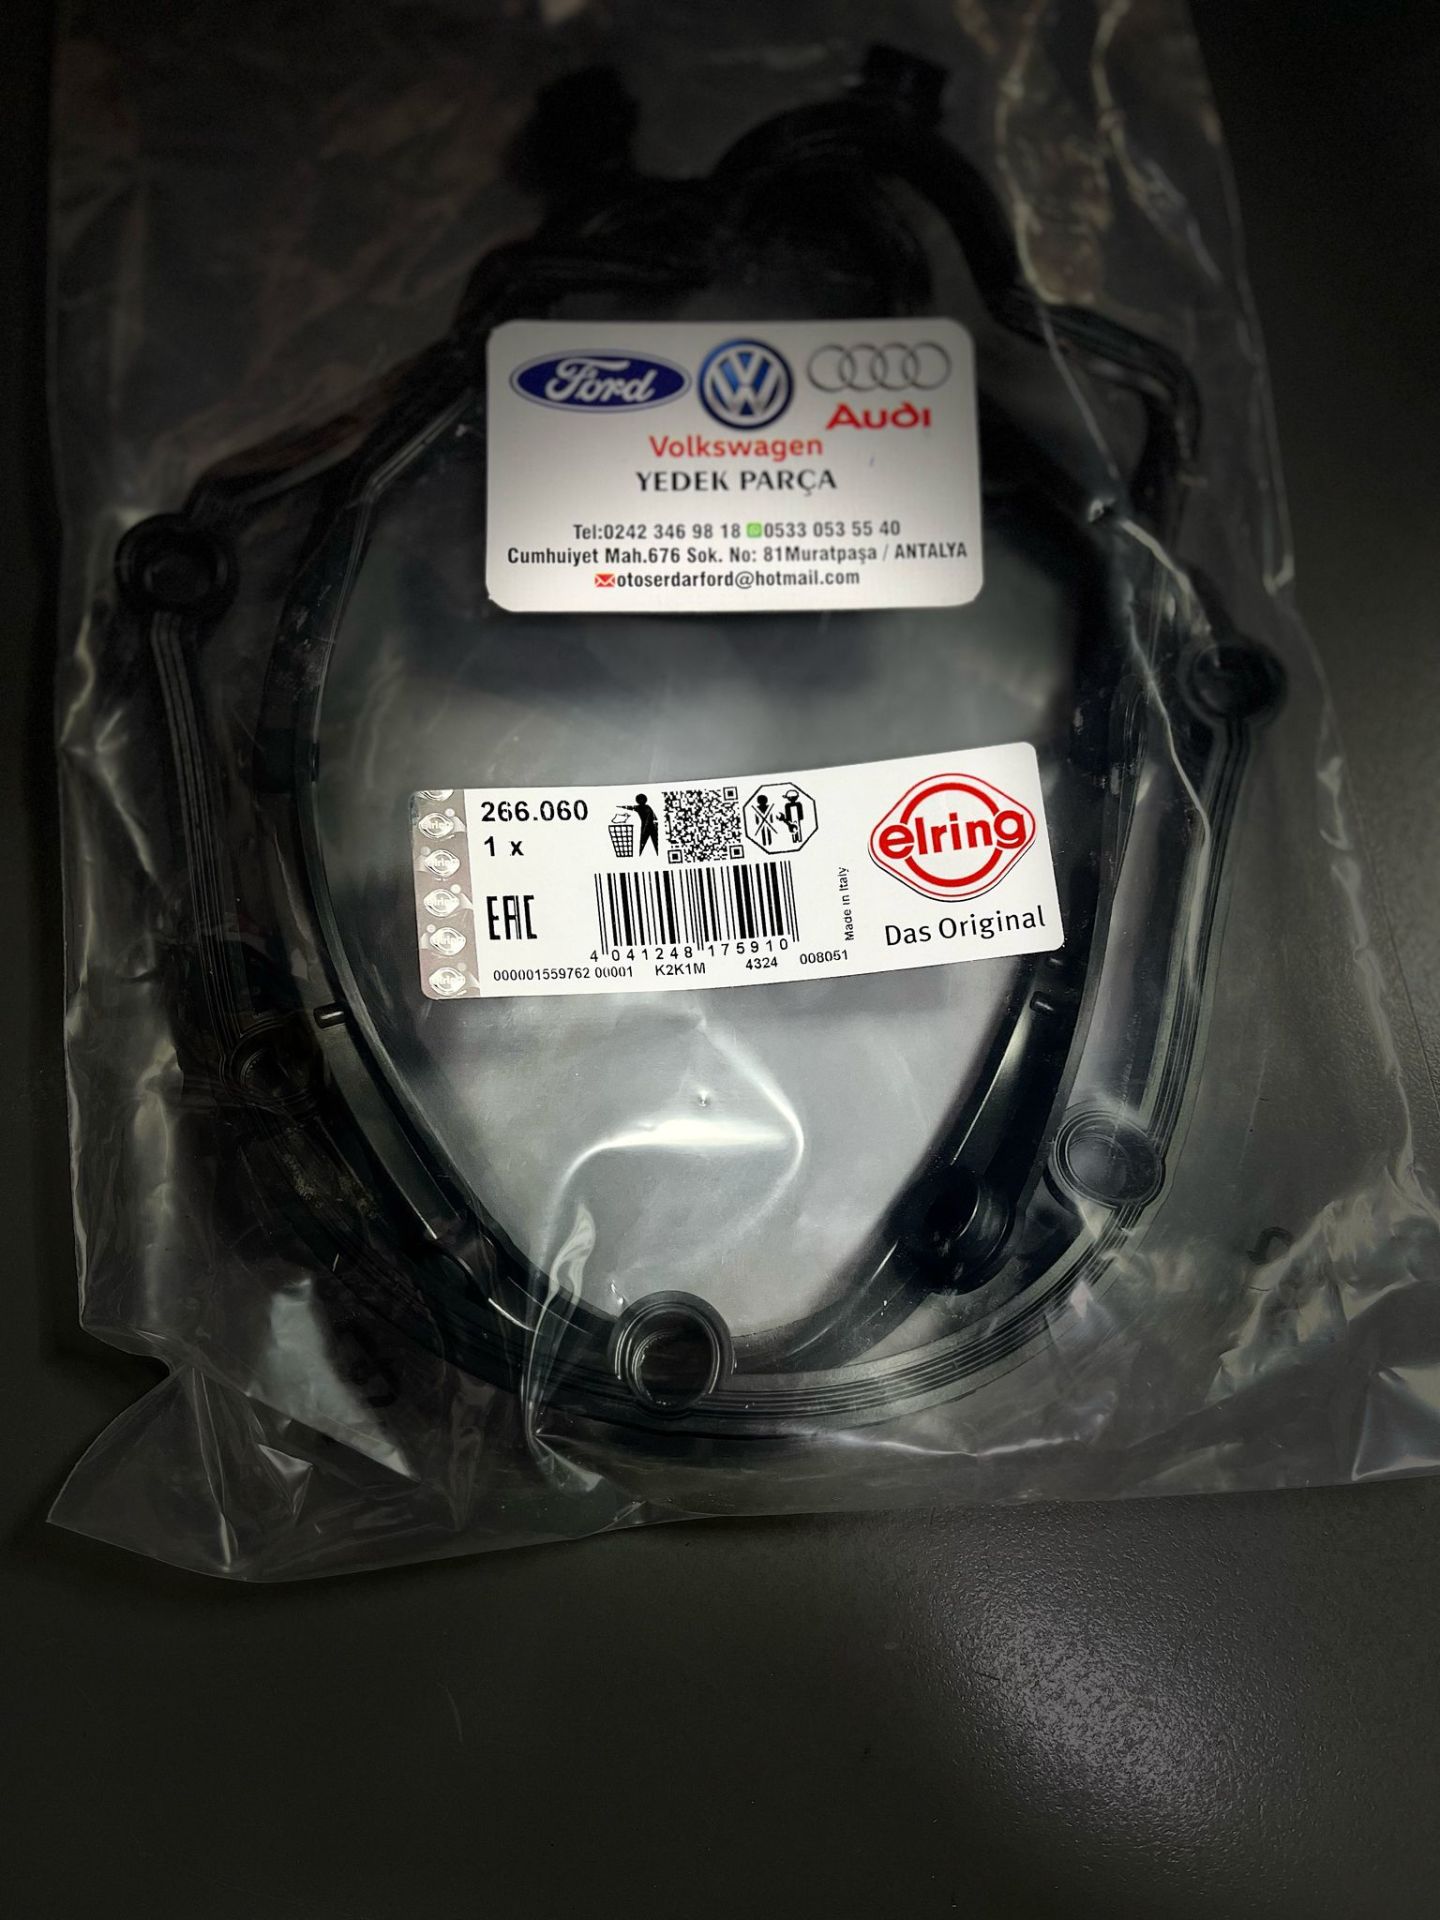 Ford
Audi
Volkswagen
YEDEK PARÇA
Tel:0242 346 98 18 0533 053 55 40
Cumhuiyet Mah.676 Sok. No: 81Muratpaşa / ANTALYA
otoserdarford@hotmail.com
266.060
1 x
EAC
4 041248 175910
000001559762 00001 K2K1M 4324 008051
Made in Italy
elring
Das Original